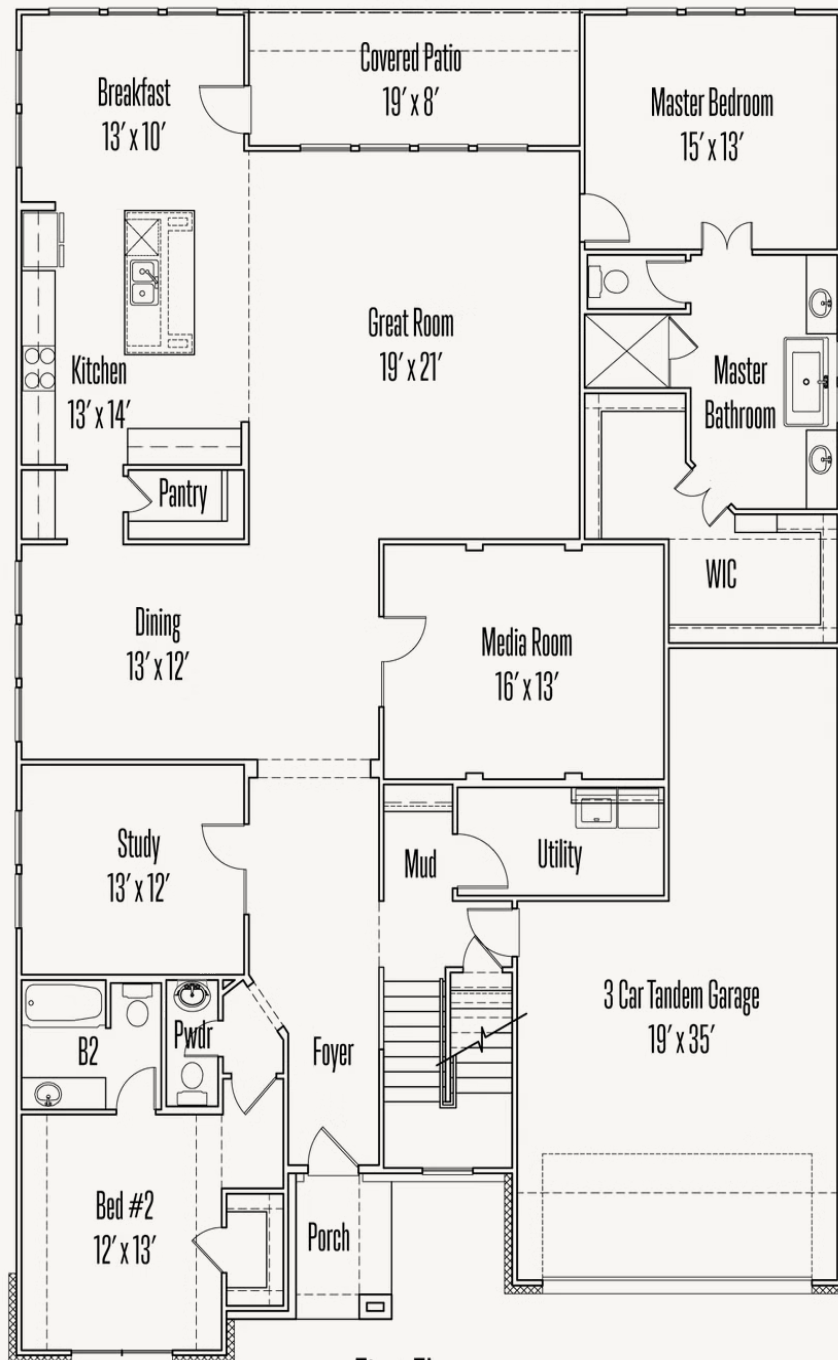 Covered Patio
19' x 8'
Breakfast
13' x 10'
Master Bedroom
15' x 13'
Great Room
19' x 21'
Kitchen
13' x 14'
Master
Bathroom
Pantry
WIC
Dining
13' x 12'
Media Room
16' x 13'
Study
13' x 12'
Mud
Utility
3 Car Tandem Garage
19' x 35'
B2
Pwdr
Foyer
Bed #2
12' x 13'
Porch